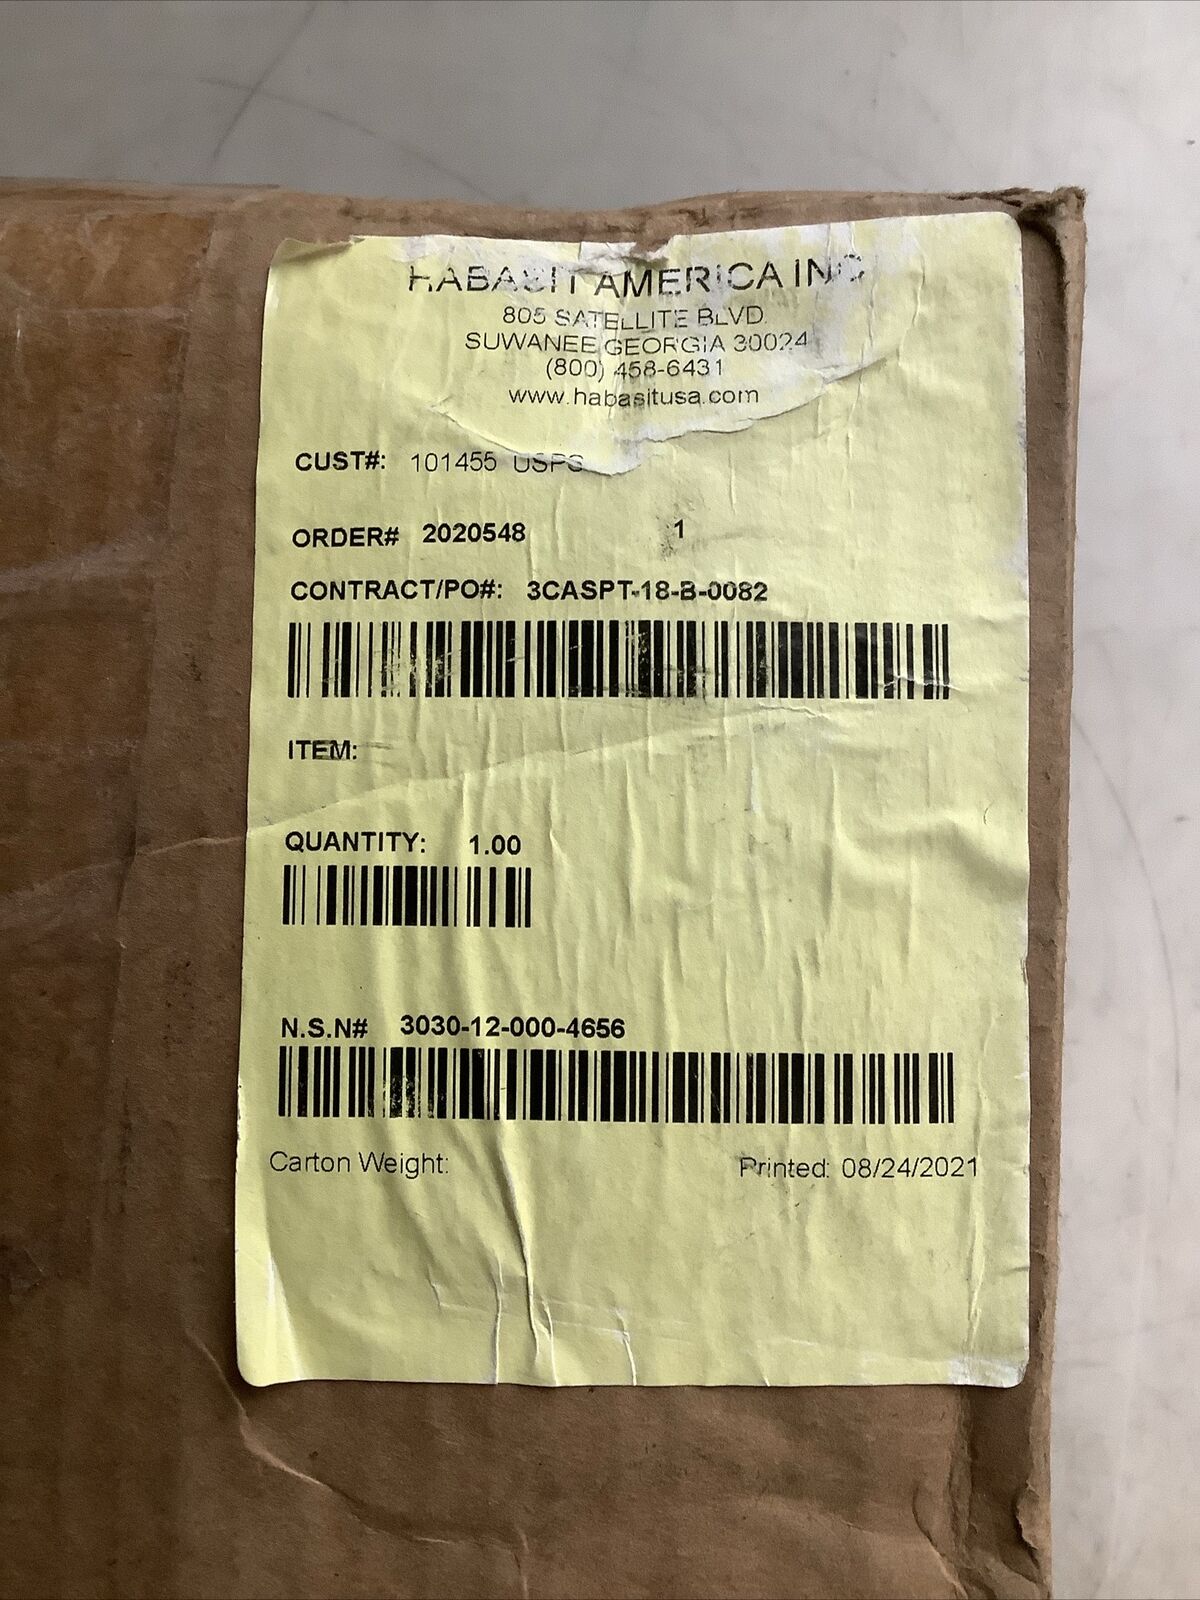 HABASIT AMERICA INC
805 SATELLITE BLVD.
SUWANEE GEORGIA 30024
(800) 458-6431
www.habasitusa.com
CUST#: 101455 USPS
ORDER# 2020548 1
CONTRACT/PO#: 3CASPT-18-B-0082
ITEM:
QUANTITY: 1.00
N.S.N# 3030-12-000-4656
Carton Weight: Printed: 08/24/2021